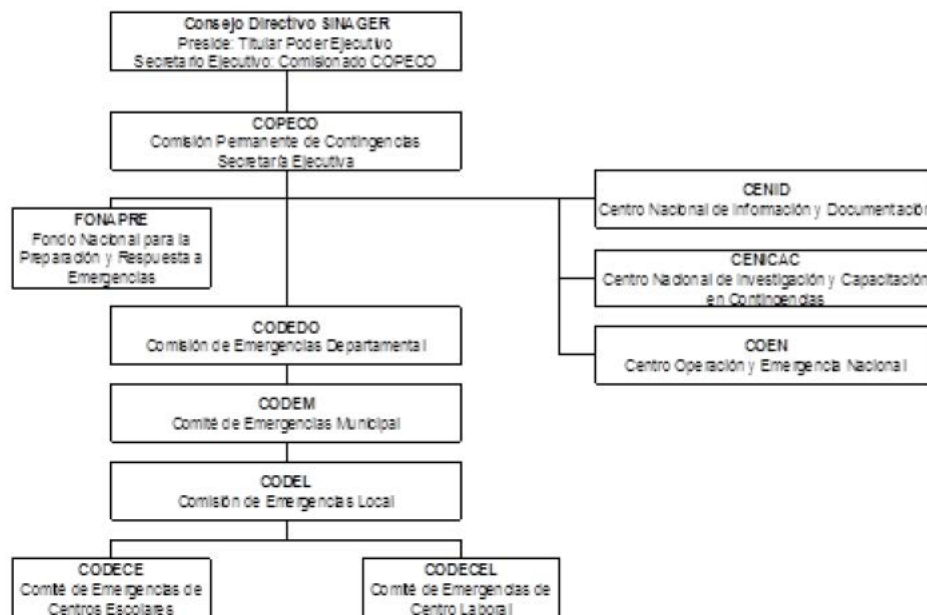 Consejo Directivo SINAGER
Preside: Titular Poder Ejecutivo
Secretario Ejecutivo: Comisionado COPECO
COPECO
Comisión Permanente de Contingencias
Secretaría Ejecutiva
FONAPRE
Fondo Nacional para la
Preparación y Respuesta a
Emergencias
CENID
Centro Nacional de Información y Documentación
CENICAC
Centro Nacional de Investigación y Capacitación
en Contingencias
COEN
Centro Operación y Emergencia Nacional
CODEDO
Comisión de Emergencias Departamental
CODEM
Comité de Emergencias Municipal
CODEL
Comisión de Emergencias Local
CODECE
Comité de Emergencias de
Centros Escolares
CODECEL
Comité de Emergencias de
Centro Laboral